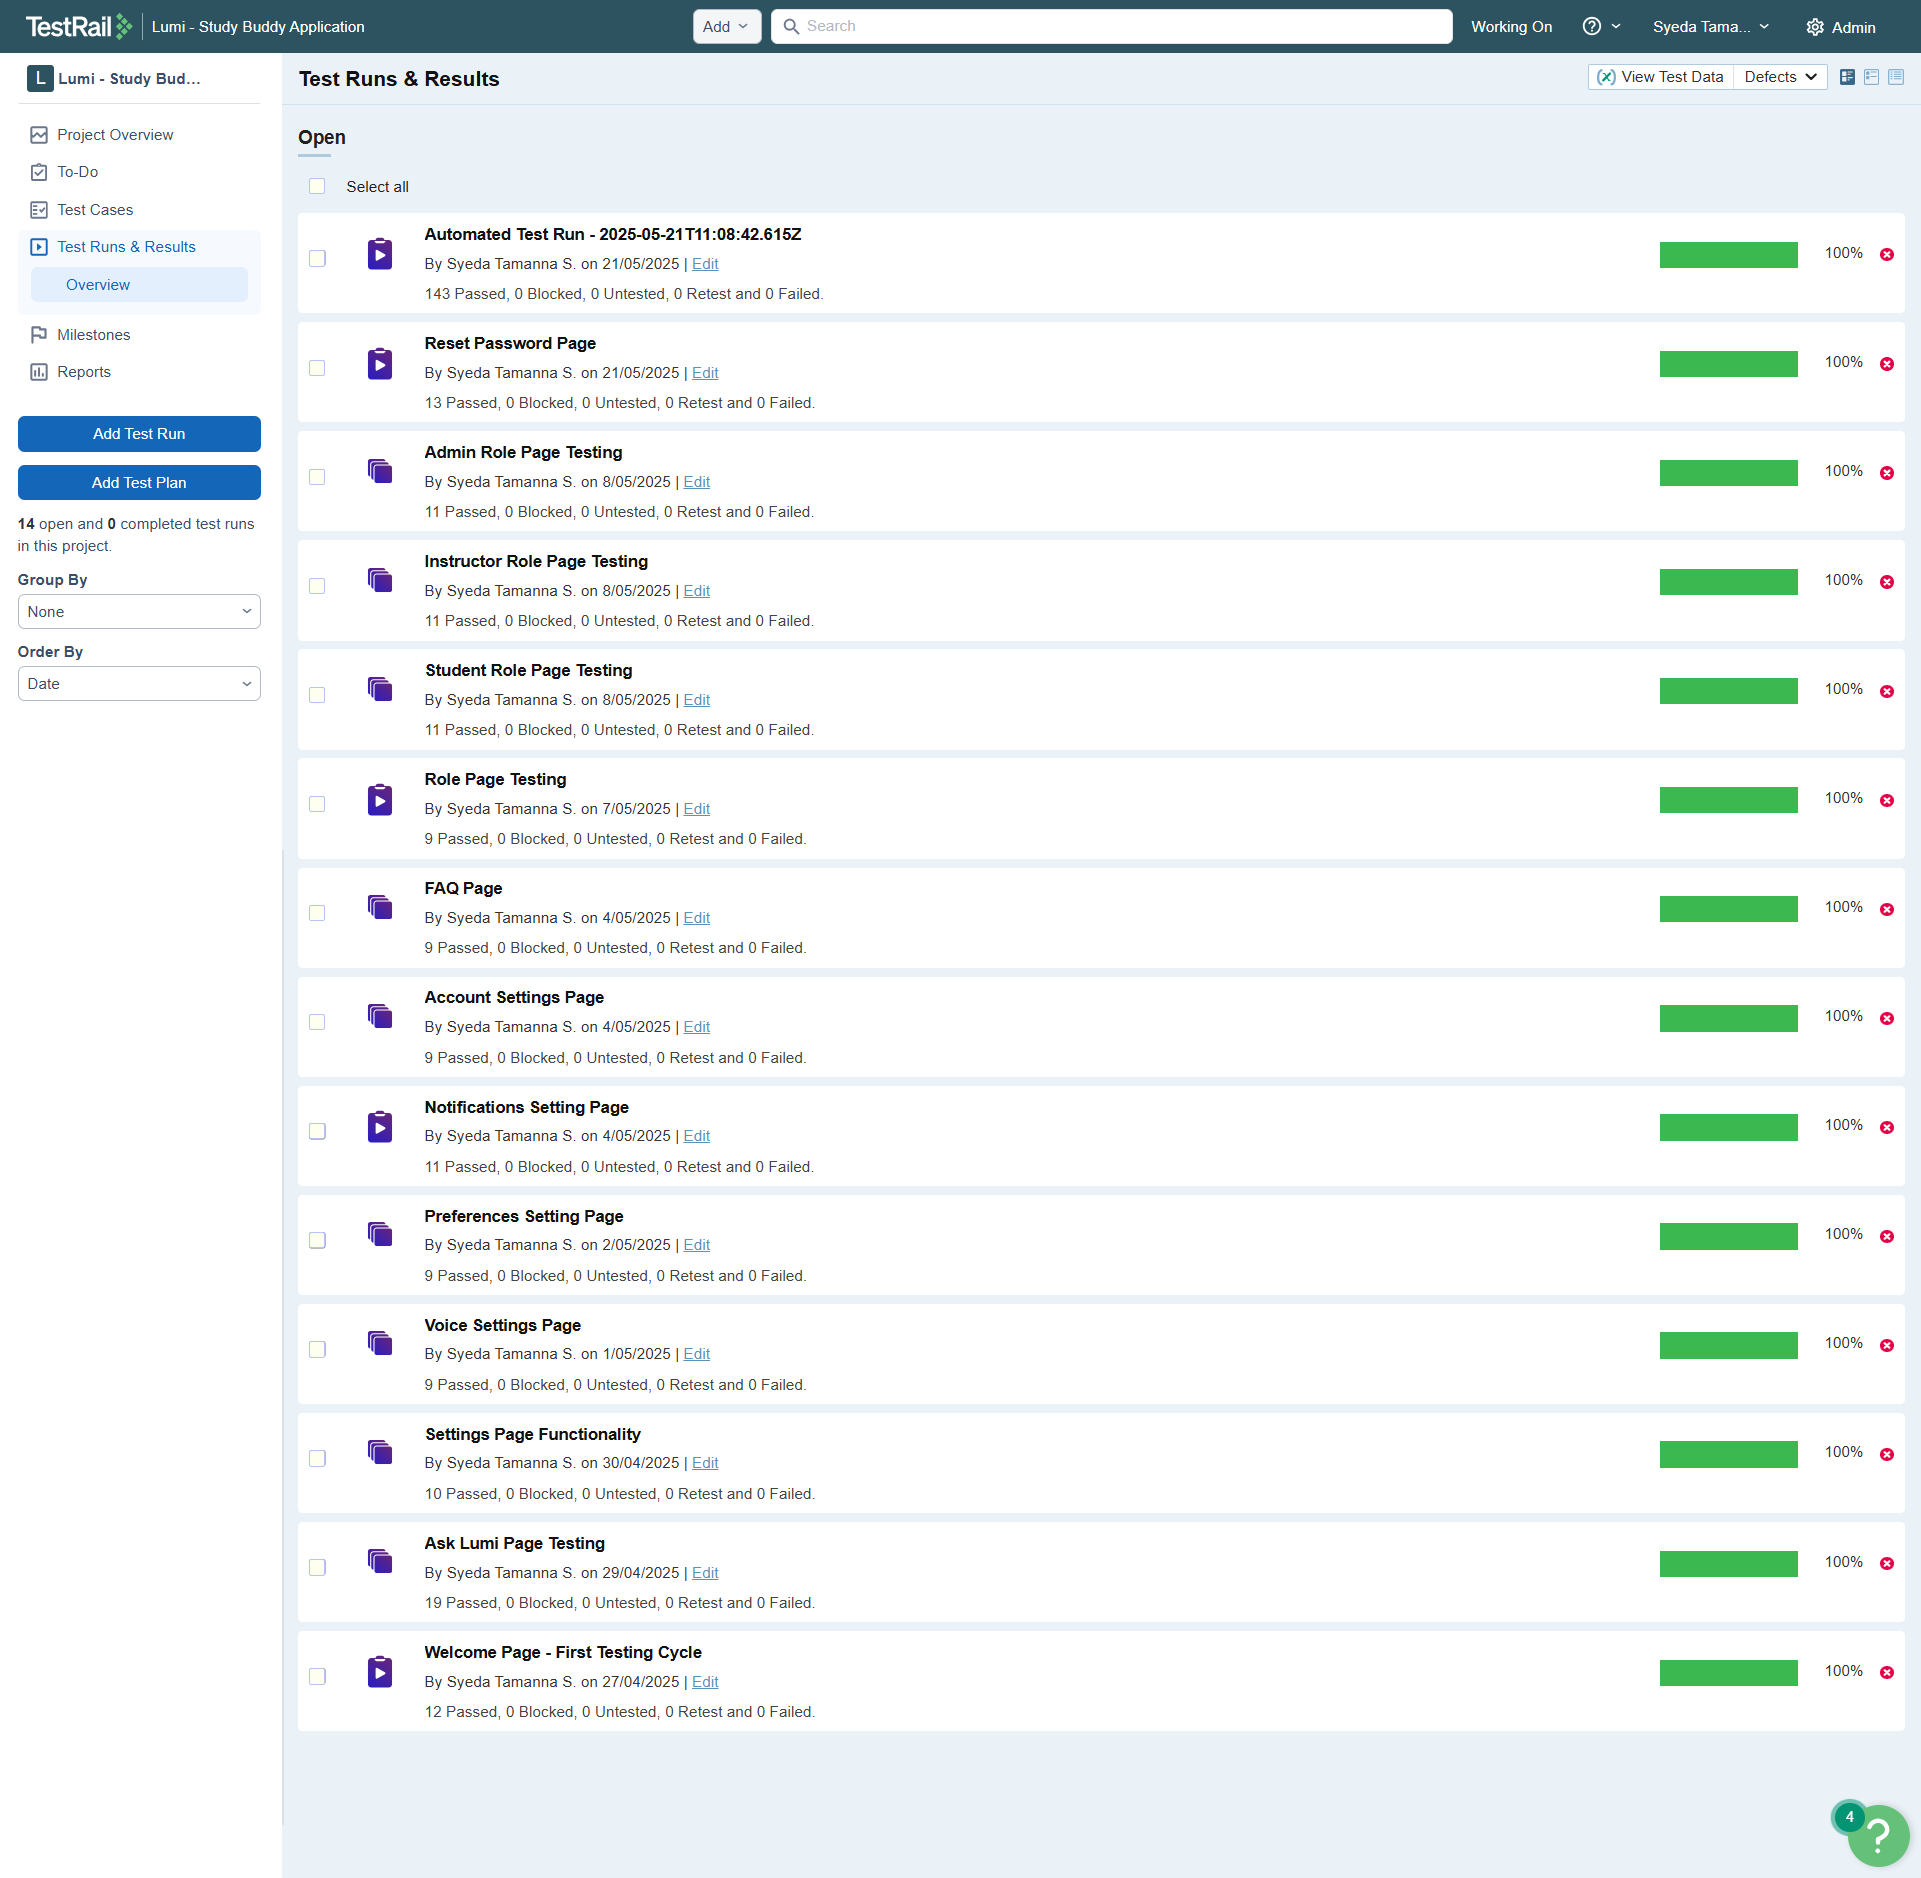 TestRail
Lumi - Study Buddy Application
Add
Search
Working On
Syeda Tama...
Admin
L
Lumi - Study Bud...
Project Overview
To-Do
Test Cases
Test Runs & Results
Overview
Milestones
Reports
Add Test Run
Add Test Plan
14 open and 0 completed test runs
in this project.
Group By
None
Order By
Date
Test Runs & Results
View Test Data
Defects
Open
Select all
Automated Test Run - 2025-05-21T11:08:42.615Z
By Syeda Tamanna S. on 21/05/2025 | Edit
143 Passed, 0 Blocked, 0 Untested, 0 Retest and 0 Failed.
100%
Reset Password Page
By Syeda Tamanna S. on 21/05/2025 | Edit
13 Passed, 0 Blocked, 0 Untested, 0 Retest and 0 Failed.
100%
Admin Role Page Testing
By Syeda Tamanna S. on 8/05/2025 | Edit
11 Passed, 0 Blocked, 0 Untested, 0 Retest and 0 Failed.
100%
Instructor Role Page Testing
By Syeda Tamanna S. on 8/05/2025 | Edit
11 Passed, 0 Blocked, 0 Untested, 0 Retest and 0 Failed.
100%
Student Role Page Testing
By Syeda Tamanna S. on 8/05/2025 | Edit
11 Passed, 0 Blocked, 0 Untested, 0 Retest and 0 Failed.
100%
Role Page Testing
By Syeda Tamanna S. on 7/05/2025 | Edit
9 Passed, 0 Blocked, 0 Untested, 0 Retest and 0 Failed.
100%
FAQ Page
By Syeda Tamanna S. on 4/05/2025 | Edit
9 Passed, 0 Blocked, 0 Untested, 0 Retest and 0 Failed.
100%
Account Settings Page
By Syeda Tamanna S. on 4/05/2025 | Edit
9 Passed, 0 Blocked, 0 Untested, 0 Retest and 0 Failed.
100%
Notifications Setting Page
By Syeda Tamanna S. on 4/05/2025 | Edit
11 Passed, 0 Blocked, 0 Untested, 0 Retest and 0 Failed.
100%
Preferences Setting Page
By Syeda Tamanna S. on 2/05/2025 | Edit
9 Passed, 0 Blocked, 0 Untested, 0 Retest and 0 Failed.
100%
Voice Settings Page
By Syeda Tamanna S. on 1/05/2025 | Edit
9 Passed, 0 Blocked, 0 Untested, 0 Retest and 0 Failed.
100%
Settings Page Functionality
By Syeda Tamanna S. on 30/04/2025 | Edit
10 Passed, 0 Blocked, 0 Untested, 0 Retest and 0 Failed.
100%
Ask Lumi Page Testing
By Syeda Tamanna S. on 29/04/2025 | Edit
19 Passed, 0 Blocked, 0 Untested, 0 Retest and 0 Failed.
100%
Welcome Page - First Testing Cycle
By Syeda Tamanna S. on 27/04/2025 | Edit
12 Passed, 0 Blocked, 0 Untested, 0 Retest and 0 Failed.
100%
4
?